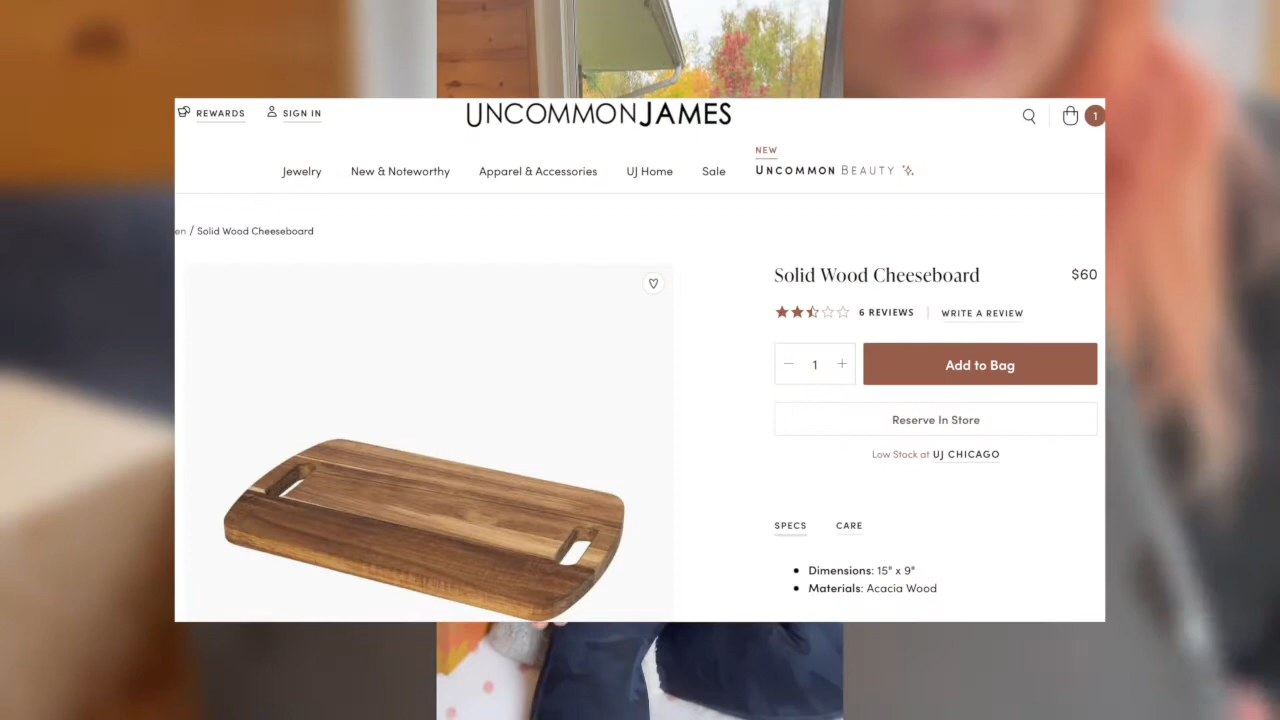 REWARDS
SIGN IN
UNCOMMONJAMES
1
Jewelry
New & Noteworthy
Apparel & Accessories
UJ Home
Sale
NEW
UNCOMMON BEAUTY
en / Solid Wood Cheeseboard
Solid Wood Cheeseboard
$60
6 REVIEWS
WRITE A REVIEW
− 1 +
Add to Bag
Reserve In Store
Low Stock at UJ CHICAGO
SPECS
CARE
• Dimensions: 15" x 9"
• Materials: Acacia Wood